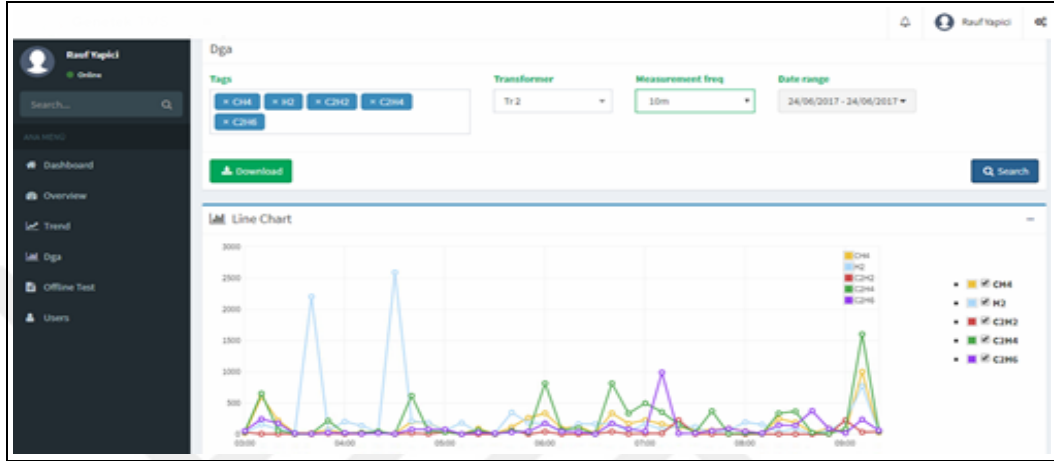 Rauf Yapici
Rauf Yapici
Online
Search...
ANA MENÜ
Dashboard
Overview
Trend
Dga
Offline Test
Users
Dga
Tags
× CH4 × H2 × C2H2 × C2H4
× C2H6
Transformer
Tr 2
Measurement freq
10m
Date range
24/06/2017 - 24/06/2017
Download
Search
Line Chart
3000
2500
2000
1500
1000
500
0
03:00 04:00 05:00 06:00 07:00 08:00 09:00
CH4
H2
C2H2
C2H4
C2H6
CH4
H2
C2H2
C2H4
C2H6